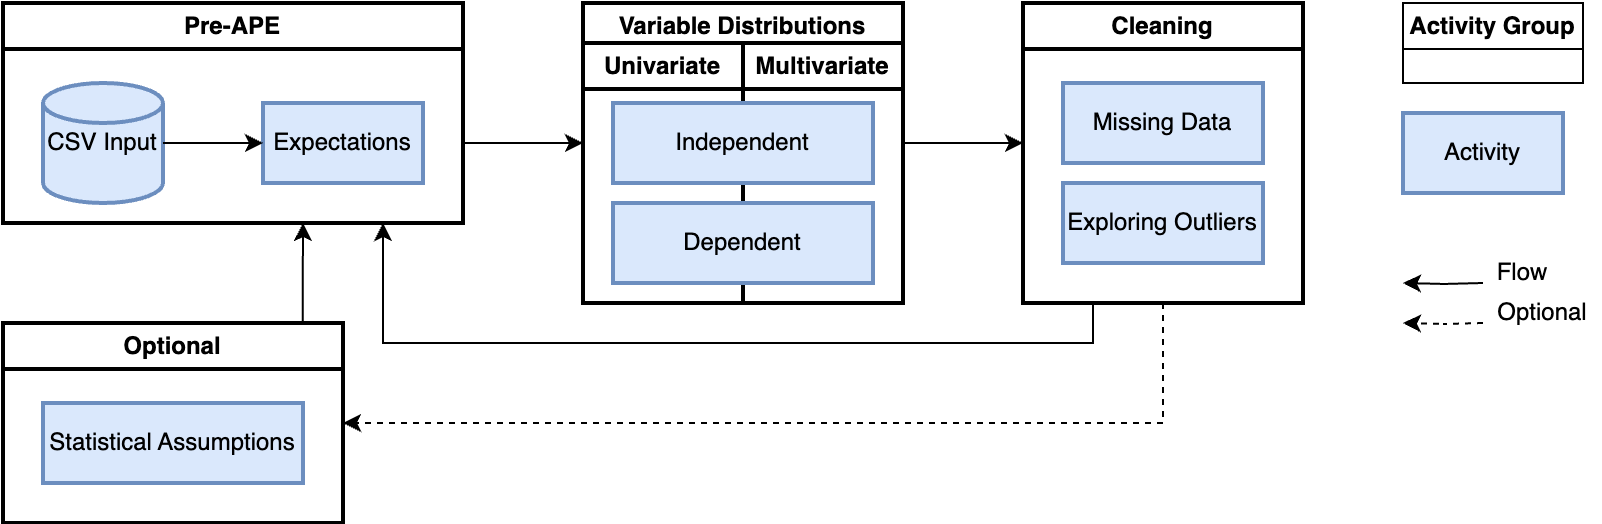 Pre-APE
CSV Input
Expectations
Variable Distributions
Univariate
Multivariate
Independent
Dependent
Cleaning
Missing Data
Exploring Outliers
Optional
Statistical Assumptions
Activity Group
Activity
Flow
Optional